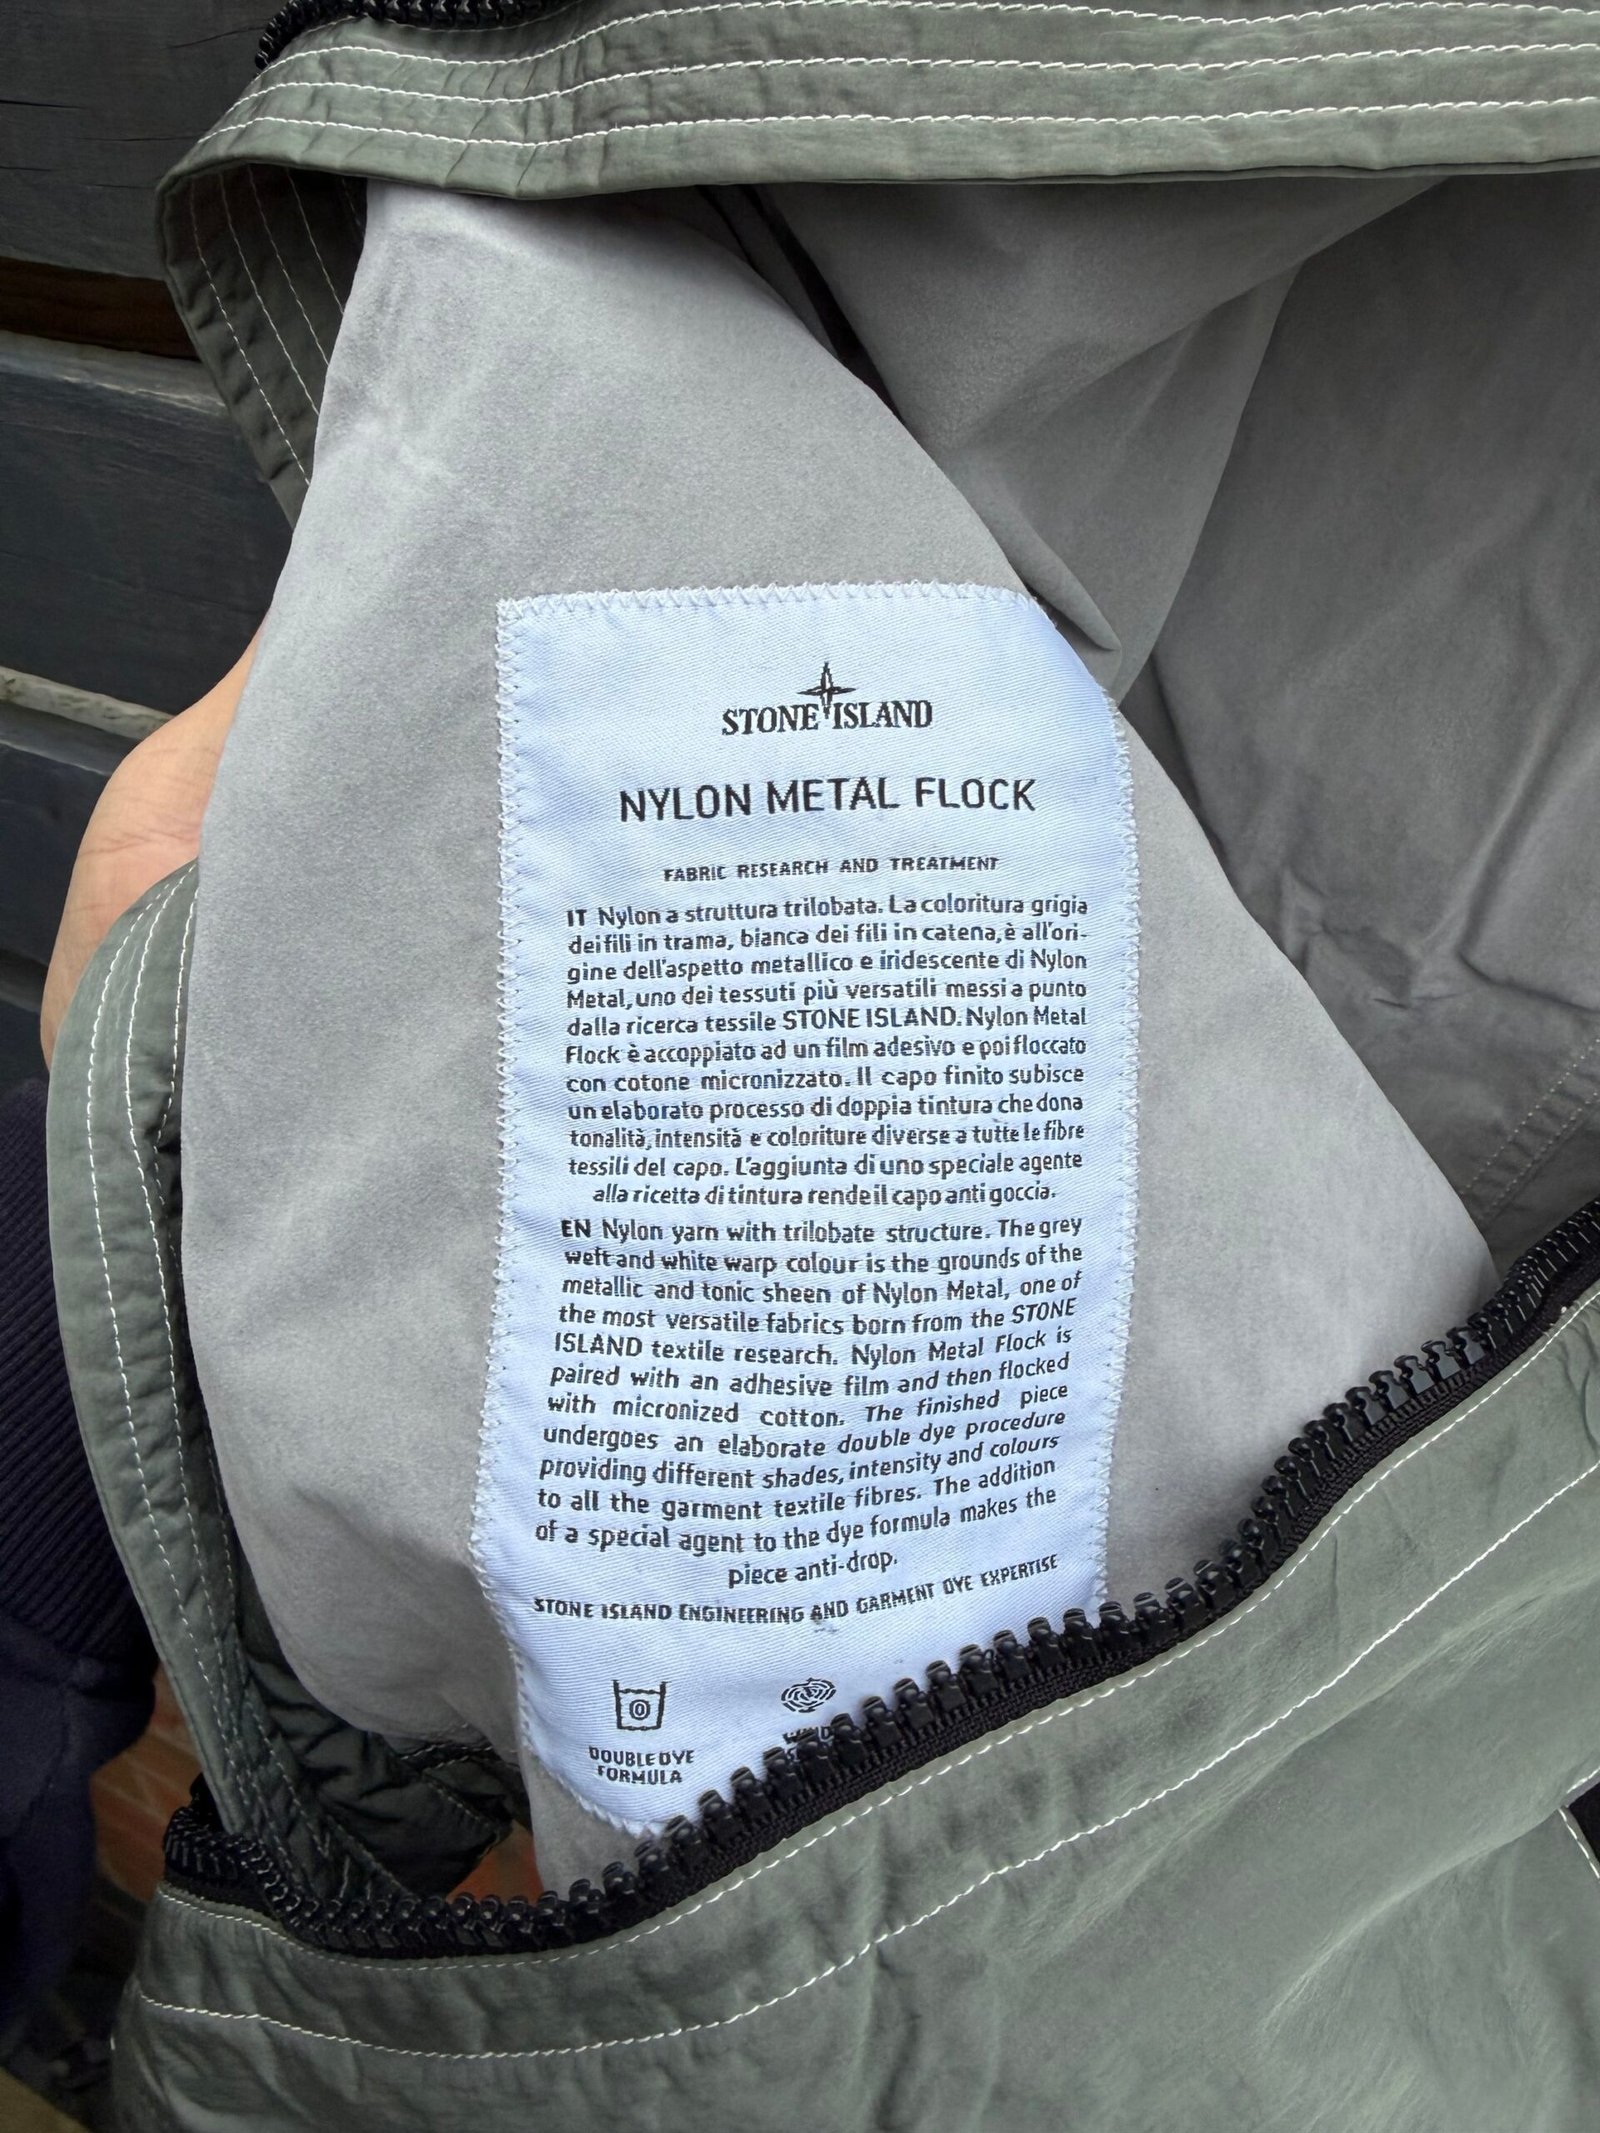 STONE ISLAND
NYLON METAL FLOCK
FABRIC RESEARCH AND TREATMENT
IT Nylon a struttura trilobata. La coloritura grigia
dei fili in trama, bianca dei fili in catena, è all'ori-
gine dell'aspetto metallico e iridescente di Nylon
Metal, uno dei tessuti più versatili messi a punto
dalla ricerca tessile STONE ISLAND. Nylon Metal
Flock è accoppiato ad un film adesivo e poi floccato
con cotone micronizzato. Il capo finito subisce
un elaborato processo di doppia tintura che dona
tonalità, intensità e coloriture diverse a tutte le fibre
tessili del capo. L'aggiunta di uno speciale agente
alla ricetta di tintura rende il capo anti goccia.
EN Nylon yarn with trilobate structure. The grey
weft and white warp colour is the grounds of the
metallic and tonic sheen of Nylon Metal, one of
the most versatile fabrics born from the STONE
ISLAND textile research. Nylon Metal Flock is
paired with an adhesive film and then flocked
with micronized cotton. The finished piece
undergoes an elaborate double dye procedure
providing different shades, intensity and colours
to all the garment textile fibres. The addition
of a special agent to the dye formula makes the
piece anti-drop.
STONE ISLAND ENGINEERING AND GARMENT DYE EXPERTISE
DOUBLE DYE
FORMULA